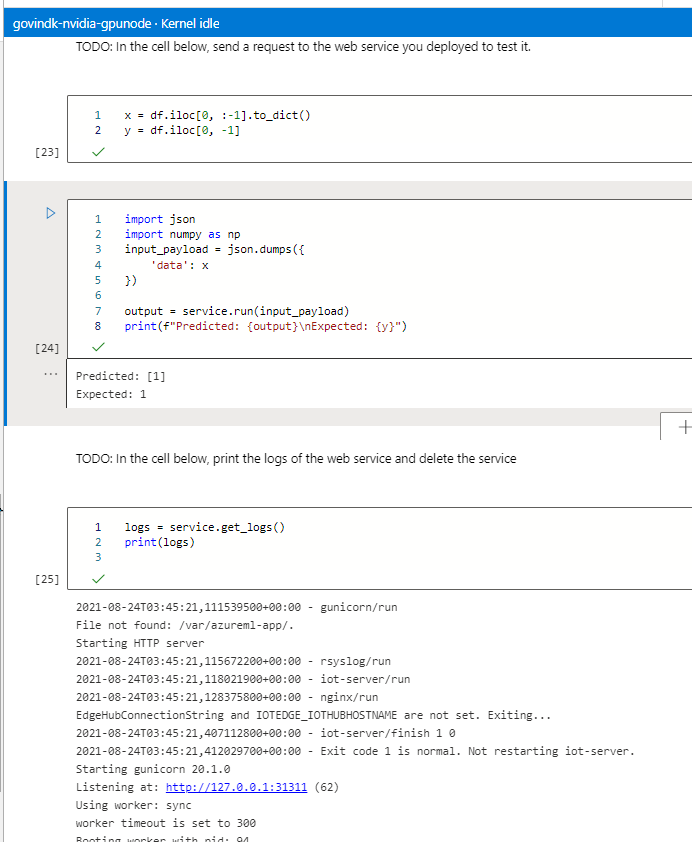 govindk-nvidia-gpunode · Kernel idle
TODO: In the cell below, send a request to the web service you deployed to test it.
1 x = df.iloc[0, :-1].to_dict()
2 y = df.iloc[0, -1]
[23]
1 import json
2 import numpy as np
3 input_payload = json.dumps({
4     'data': x
5 })
6
7 output = service.run(input_payload)
8 print(f"Predicted: {output}\nExpected: {y}")
[24]
... Predicted: [1]
Expected: 1
TODO: In the cell below, print the logs of the web service and delete the service
1 logs = service.get_logs()
2 print(logs)
3
[25]
2021-08-24T03:45:21,111539500+00:00 - gunicorn/run
File not found: /var/azureml-app/.
Starting HTTP server
2021-08-24T03:45:21,115672200+00:00 - rsyslog/run
2021-08-24T03:45:21,118021900+00:00 - iot-server/run
2021-08-24T03:45:21,128375800+00:00 - nginx/run
EdgeHubConnectionString and IOTEDGE_IOTHUBHOSTNAME are not set. Exiting...
2021-08-24T03:45:21,407112800+00:00 - iot-server/finish 1 0
2021-08-24T03:45:21,412029700+00:00 - Exit code 1 is normal. Not restarting iot-server.
Starting gunicorn 20.1.0
Listening at: http://127.0.0.1:31311 (62)
Using worker: sync
worker timeout is set to 300
Booting worker with pid: 94